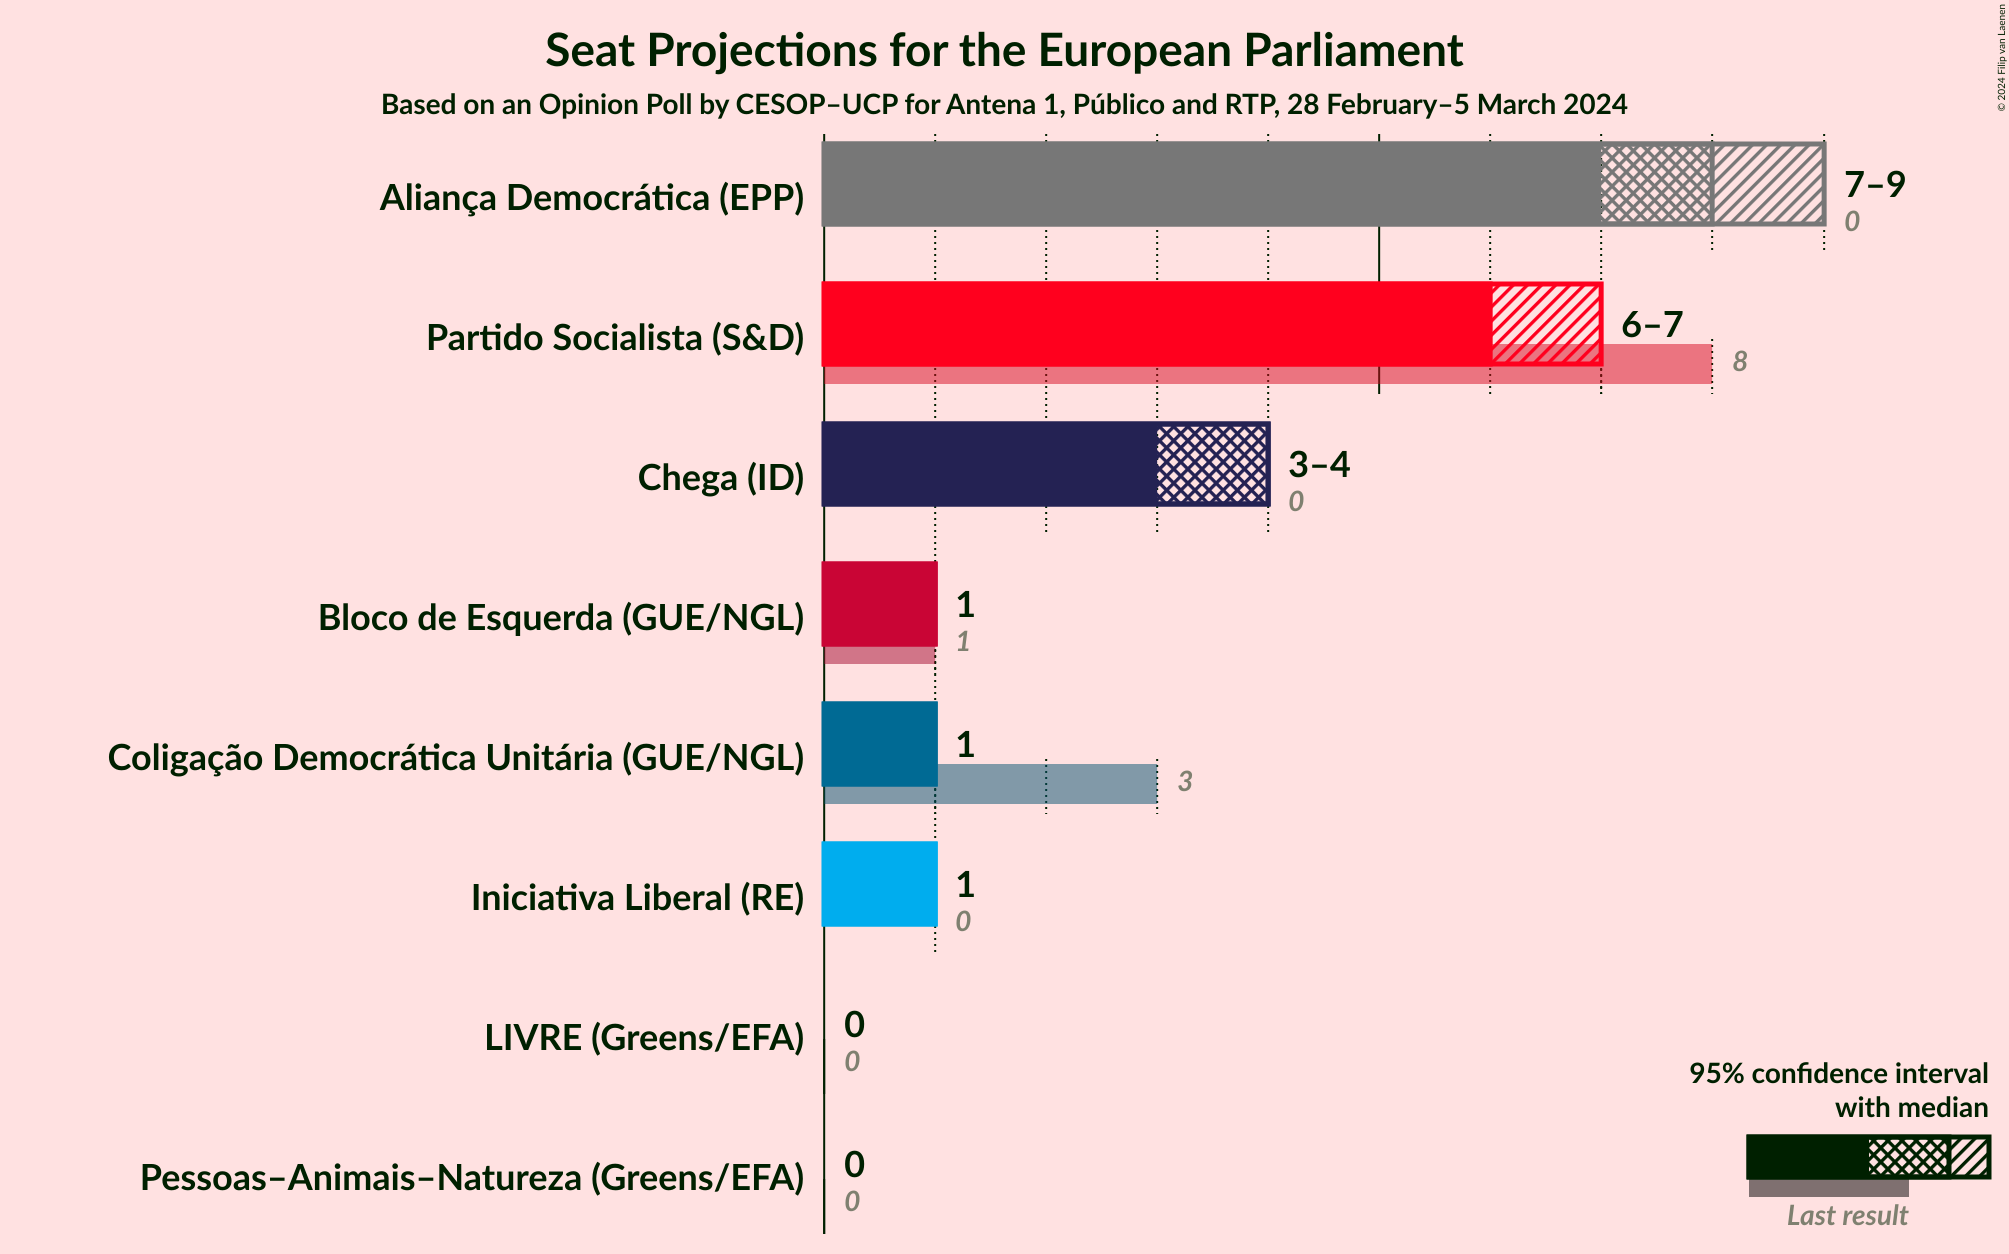 Seat Projections for the European Parliament
Based on an Opinion Poll by CESOP–UCP for Antena 1, Público and RTP, 28 February–5 March 2024
© 2024 Filip van Laenen
Aliança Democrática (EPP)
7–9
0
Partido Socialista (S&D)
6–7
8
Chega (ID)
3–4
0
Bloco de Esquerda (GUE/NGL)
1
1
Coligação Democrática Unitária (GUE/NGL)
1
3
Iniciativa Liberal (RE)
1
0
LIVRE (Greens/EFA)
0
0
Pessoas–Animais–Natureza (Greens/EFA)
0
0
95% confidence interval
with median
Last result